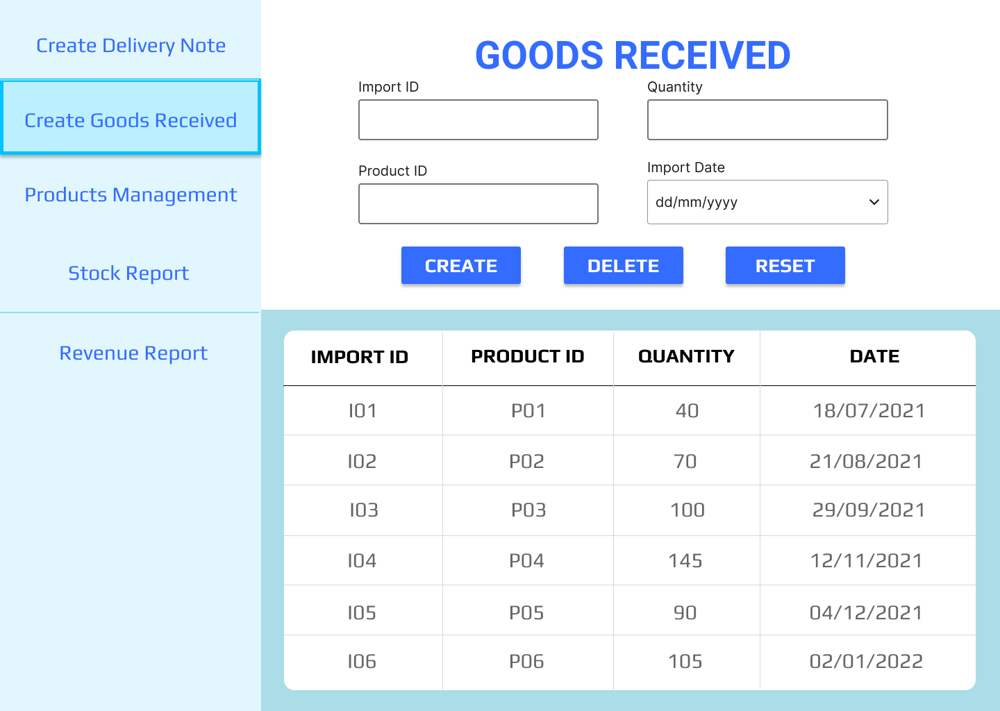 Create Delivery Note
Create Goods Received
Products Management
Stock Report
Revenue Report
GOODS RECEIVED
Import ID
Quantity
Product ID
Import Date
dd/mm/yyyy
CREATE DELETE RESET
IMPORT ID PRODUCT ID QUANTITY DATE
I01 P01 40 18/07/2021
I02 P02 70 21/08/2021
I03 P03 100 29/09/2021
I04 P04 145 12/11/2021
I05 P05 90 04/12/2021
I06 P06 105 02/01/2022